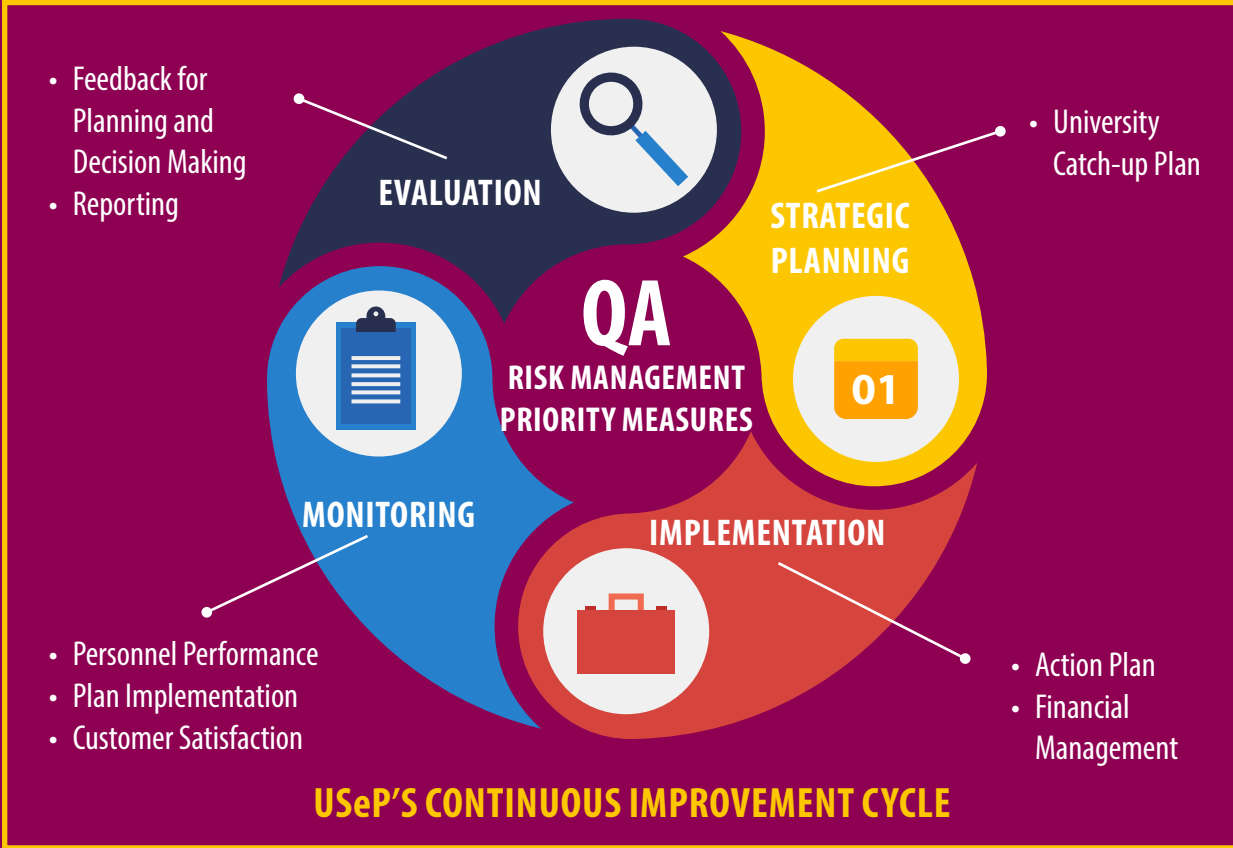 • Feedback for
Planning and
Decision Making
• Reporting
EVALUATION
• University
Catch-up Plan
STRATEGIC
PLANNING
QA
RISK MANAGEMENT
PRIORITY MEASURES
01
MONITORING
IMPLEMENTATION
• Personnel Performance
• Plan Implementation
• Customer Satisfaction
• Action Plan
• Financial
Management
USeP'S CONTINUOUS IMPROVEMENT CYCLE